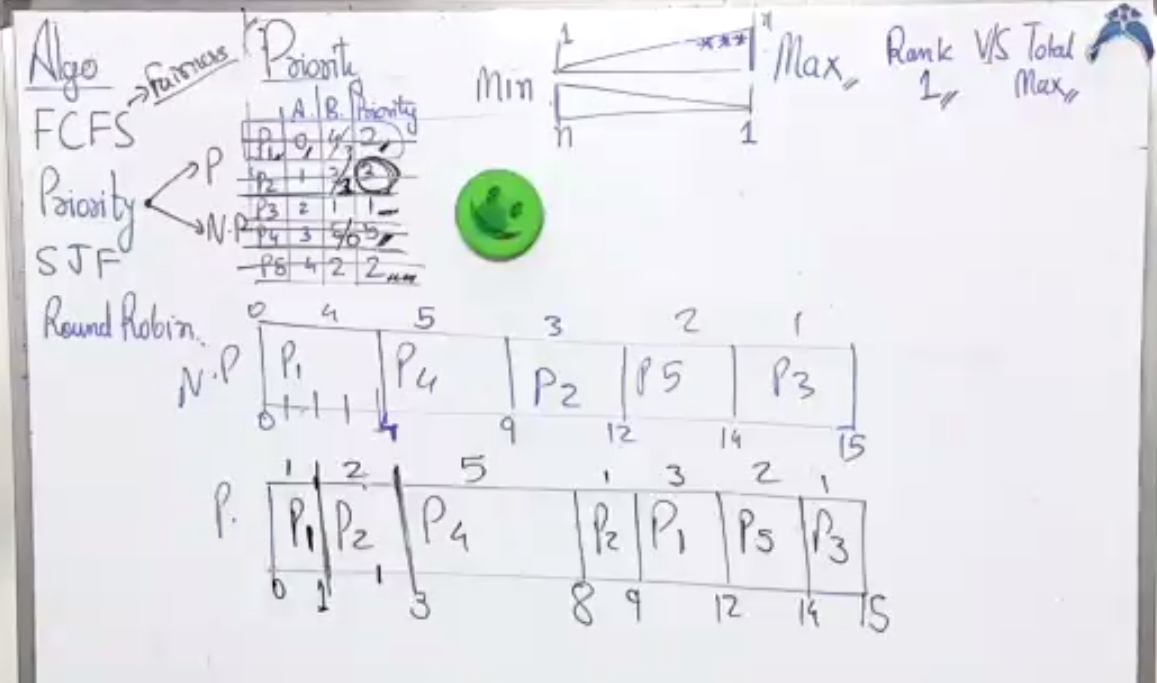 Algo
FCFS → Fairness
Priority
P
N.P
SJF
Round Robin.
Priority
A. B. Priority
P1 0 4/3 2
P2 1 3/1 3
P3 2 1 1
P4 3 5/0 5
P5 4 2 2
Min 1 n Max
n 1
***
Rank V/S Total
1 Max
0 4 5 3 2 1
N.P P1 P4 P2 P5 P3
0 4 9 12 14 15
1 2 5 1 3 2 1
P. P1 P2 P4 P2 P1 P5 P3
0 1 1 3 8 9 12 14 15